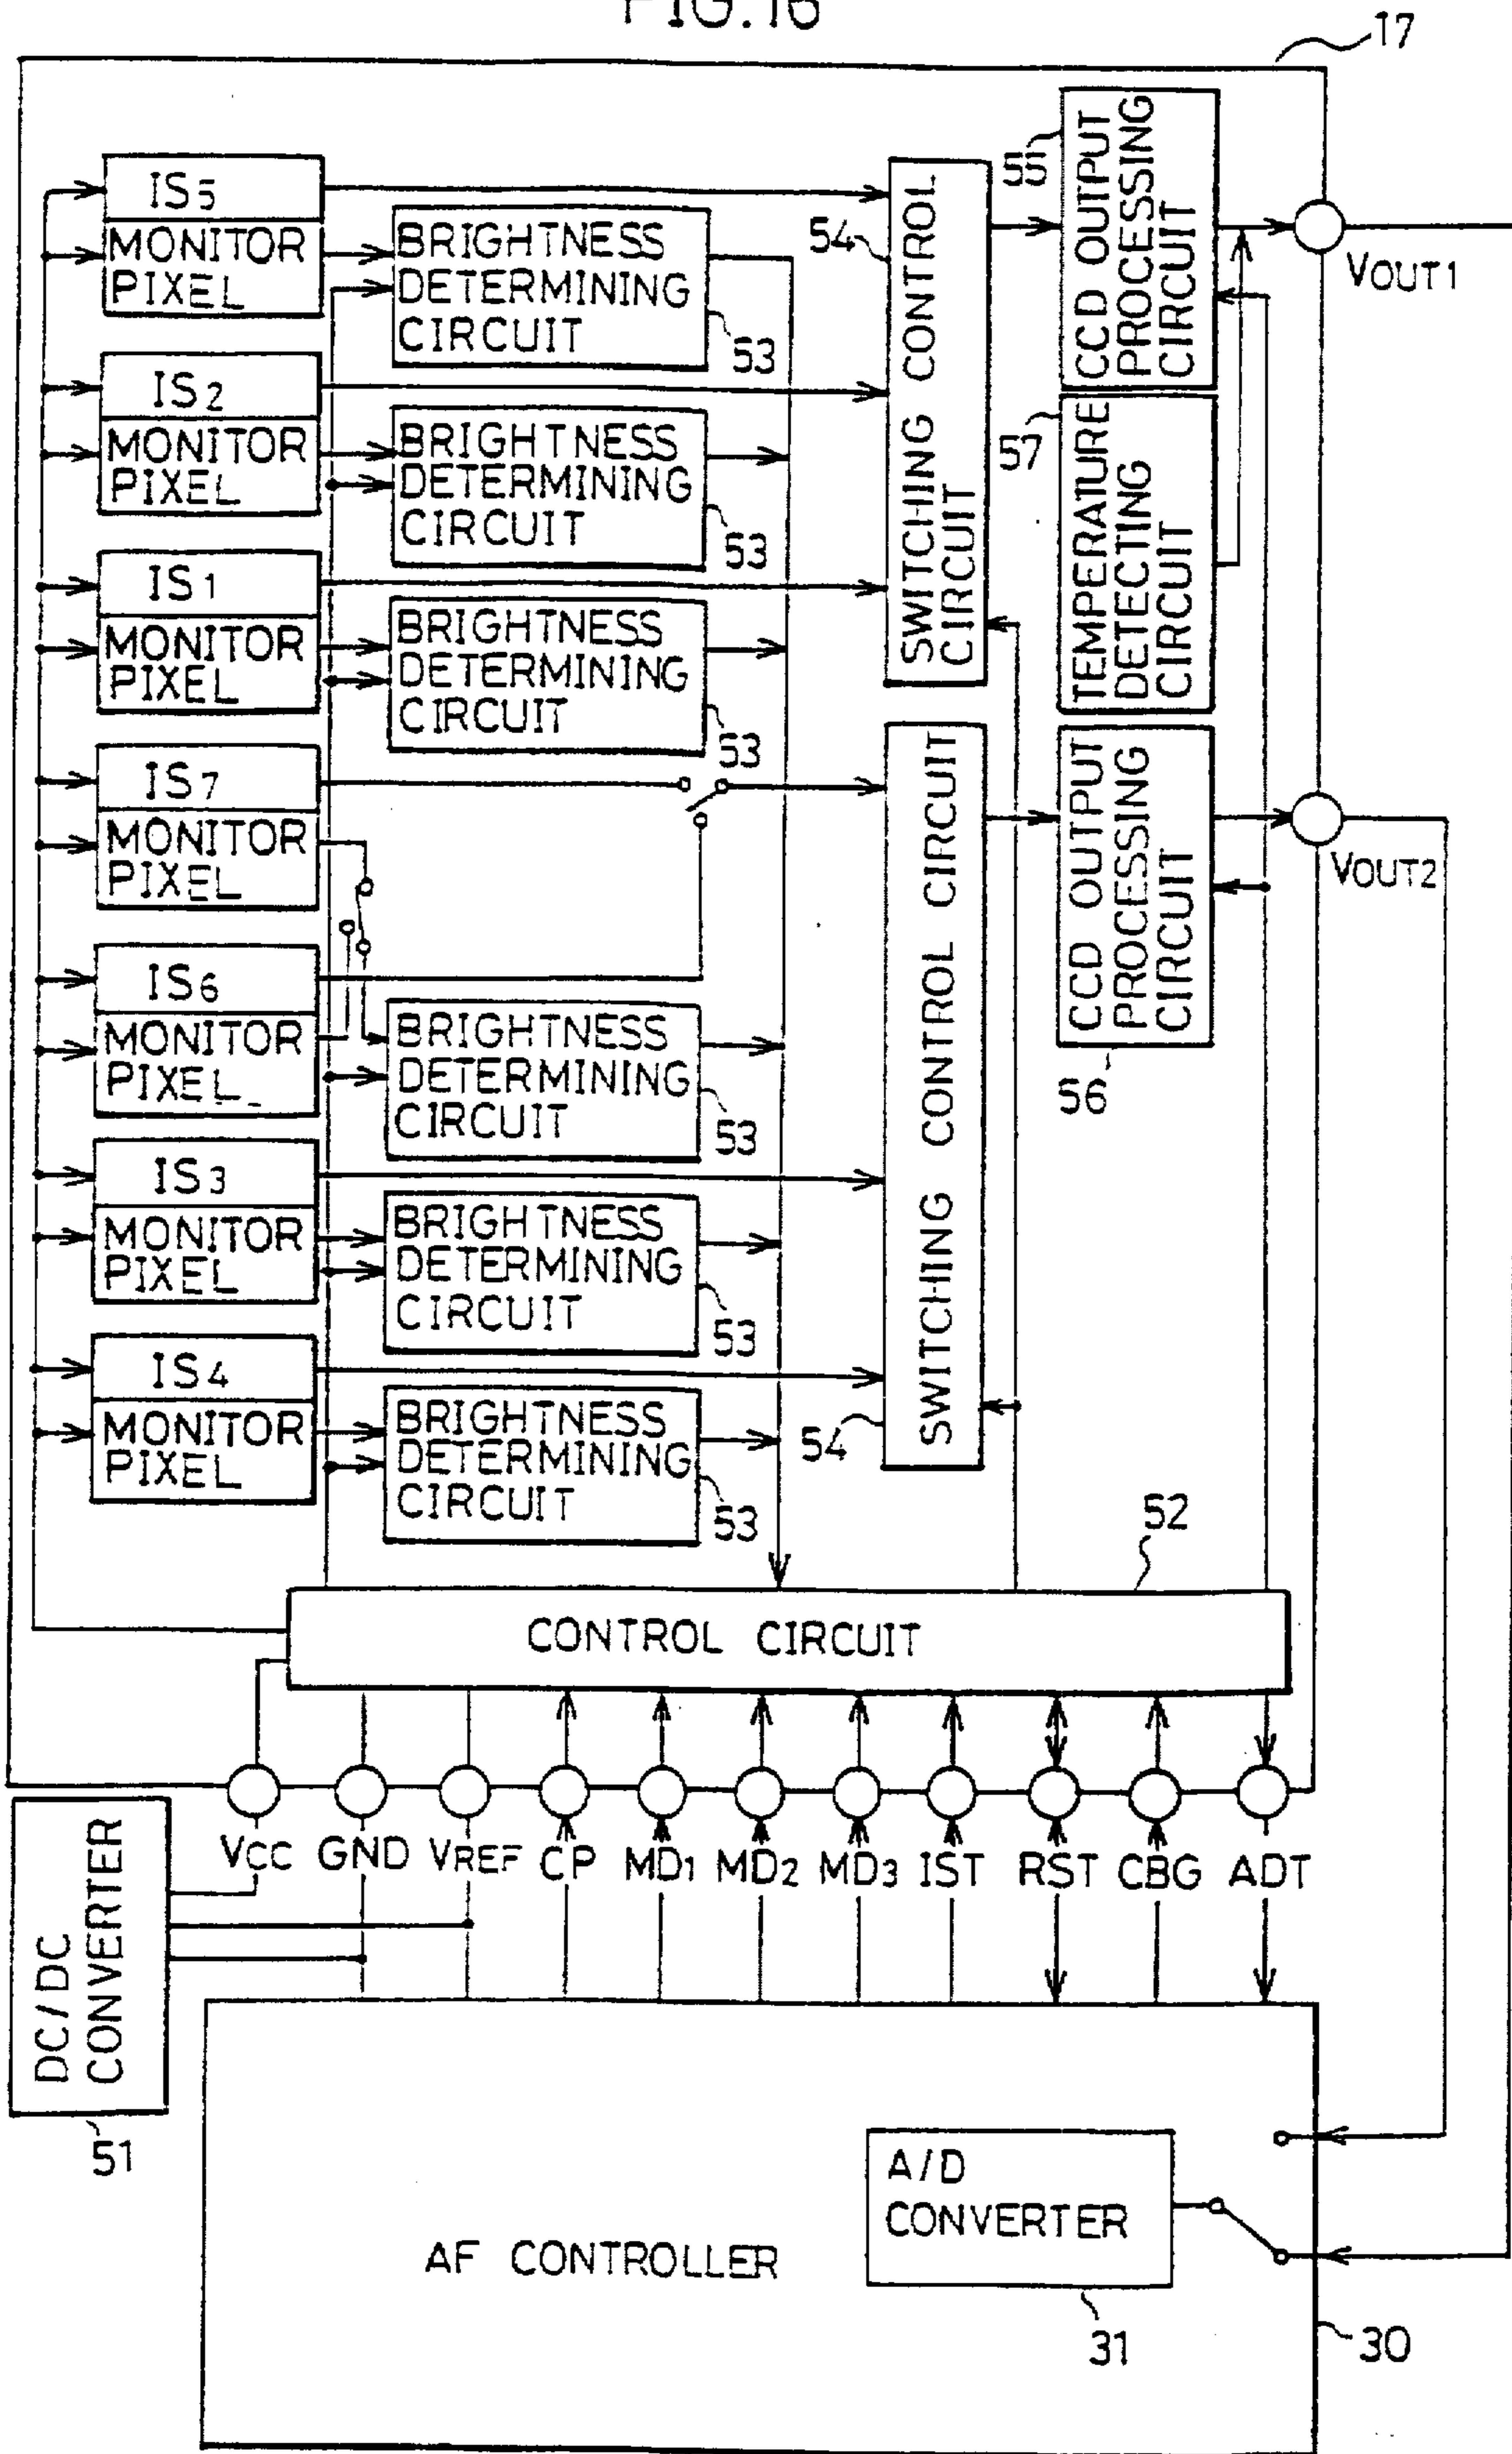 FIG.16
17
IS5
MONITOR
PIXEL
BRIGHTNESS
DETERMINING
CIRCUIT
53
IS2
MONITOR
PIXEL
BRIGHTNESS
DETERMINING
CIRCUIT
53
IS1
MONITOR
PIXEL
BRIGHTNESS
DETERMINING
CIRCUIT
53
IS7
MONITOR
PIXEL
IS6
MONITOR
PIXEL
BRIGHTNESS
DETERMINING
CIRCUIT
53
IS3
MONITOR
PIXEL
BRIGHTNESS
DETERMINING
CIRCUIT
53
IS4
MONITOR
PIXEL
BRIGHTNESS
DETERMINING
CIRCUIT
53
54
SWITCHING CONTROL
CIRCUIT
54
SWITCHING CONTROL CIRCUIT
55
CCD OUTPUT
PROCESSING
CIRCUIT
57
TEMPERATURE
DETECTING
CIRCUIT
CCD OUTPUT
PROCESSING
CIRCUIT
56
VOUT1
VOUT2
52
CONTROL CIRCUIT
VCC GND VREF CP MD1 MD2 MD3 IST RST CBG ADT
DC/DC
CONVERTER
51
A/D
CONVERTER
31
AF CONTROLLER
30